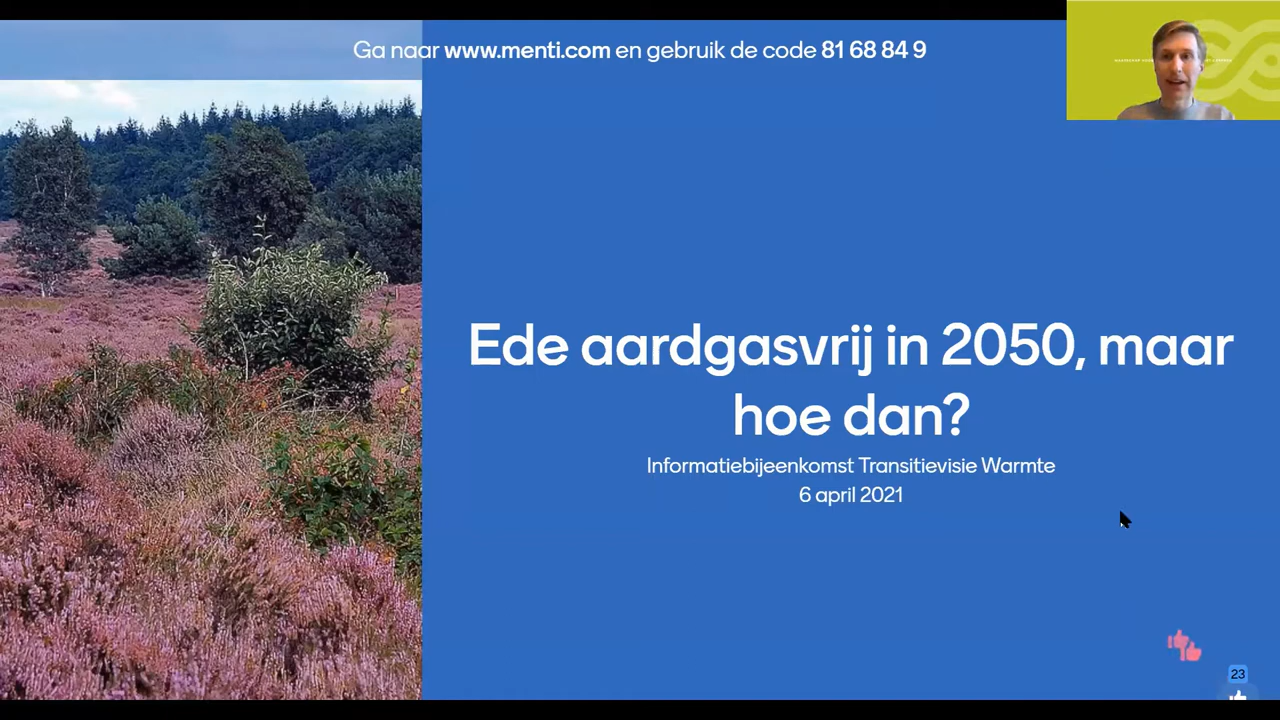 Ga naar www.menti.com en gebruik de code 81 68 84 9
Ede aardgasvrij in 2050, maar
hoe dan?
Informatiebijeenkomst Transitievisie Warmte
6 april 2021
23